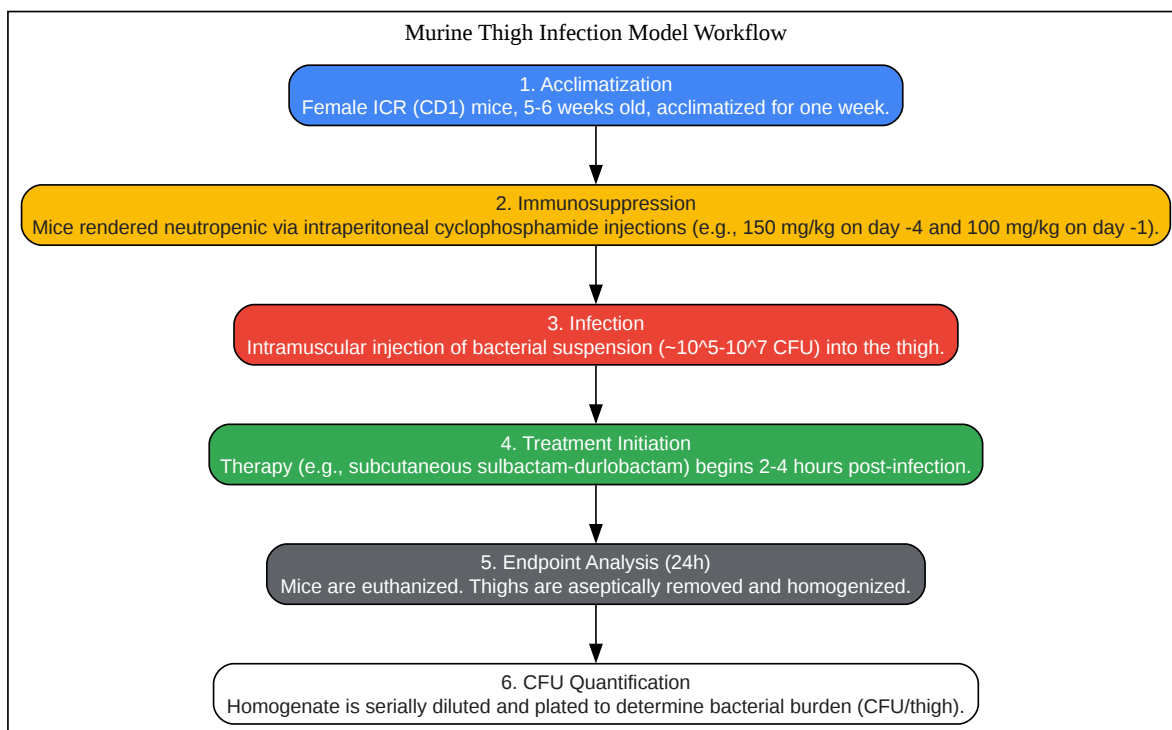 Murine Thigh Infection Model Workflow
1. Acclimatization
Female ICR (CD1) mice, 5-6 weeks old, acclimatized for one week.
2. Immunosuppression
Mice rendered neutropenic via intraperitoneal cyclophosphamide injections (e.g., 150 mg/kg on day -4 and 100 mg/kg on day -1).
3. Infection
Intramuscular injection of bacterial suspension (~10^5-10^7 CFU) into the thigh.
4. Treatment Initiation
Therapy (e.g., subcutaneous sulbactam-durlobactam) begins 2-4 hours post-infection.
5. Endpoint Analysis (24h)
Mice are euthanized. Thighs are aseptically removed and homogenized.
6. CFU Quantification
Homogenate is serially diluted and plated to determine bacterial burden (CFU/thigh).